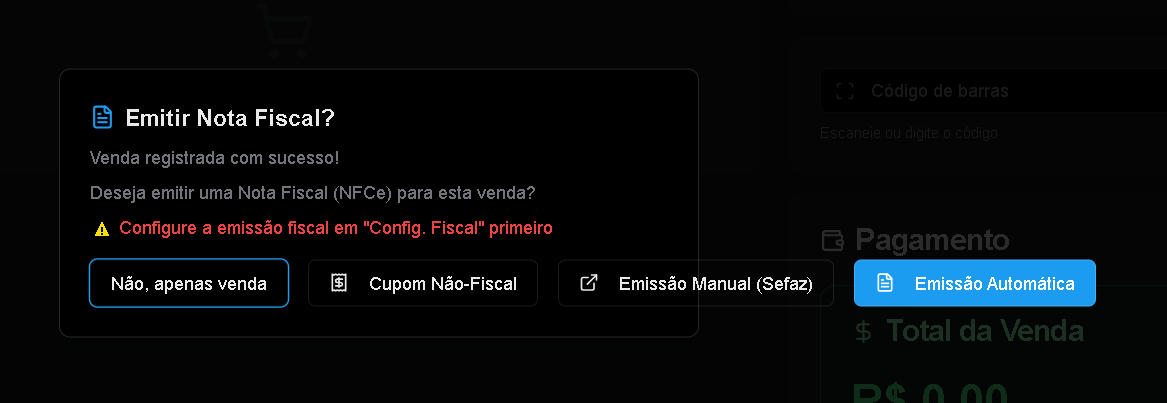 Emitir Nota Fiscal?
Venda registrada com sucesso!
Deseja emitir uma Nota Fiscal (NFCe) para esta venda?
Configure a emissão fiscal em "Config. Fiscal" primeiro
Não, apenas venda
Cupom Não-Fiscal
Emissão Manual (Sefaz)
Emissão Automática
Código de barras
Escaneie ou digite o código
Pagamento
Total da Venda
R$ 0,00